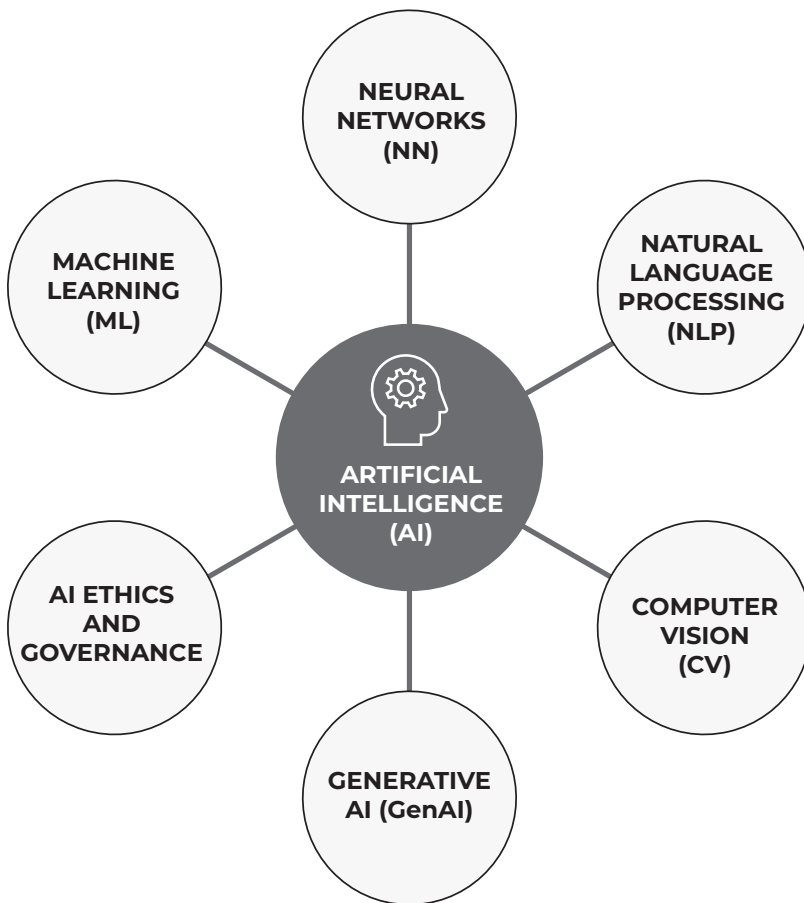 NEURAL
NETWORKS
(NN)
MACHINE
LEARNING
(ML)
NATURAL
LANGUAGE
PROCESSING
(NLP)
ARTIFICIAL
INTELLIGENCE
(AI)
AI ETHICS
AND
GOVERNANCE
COMPUTER
VISION
(CV)
GENERATIVE
AI (GenAI)